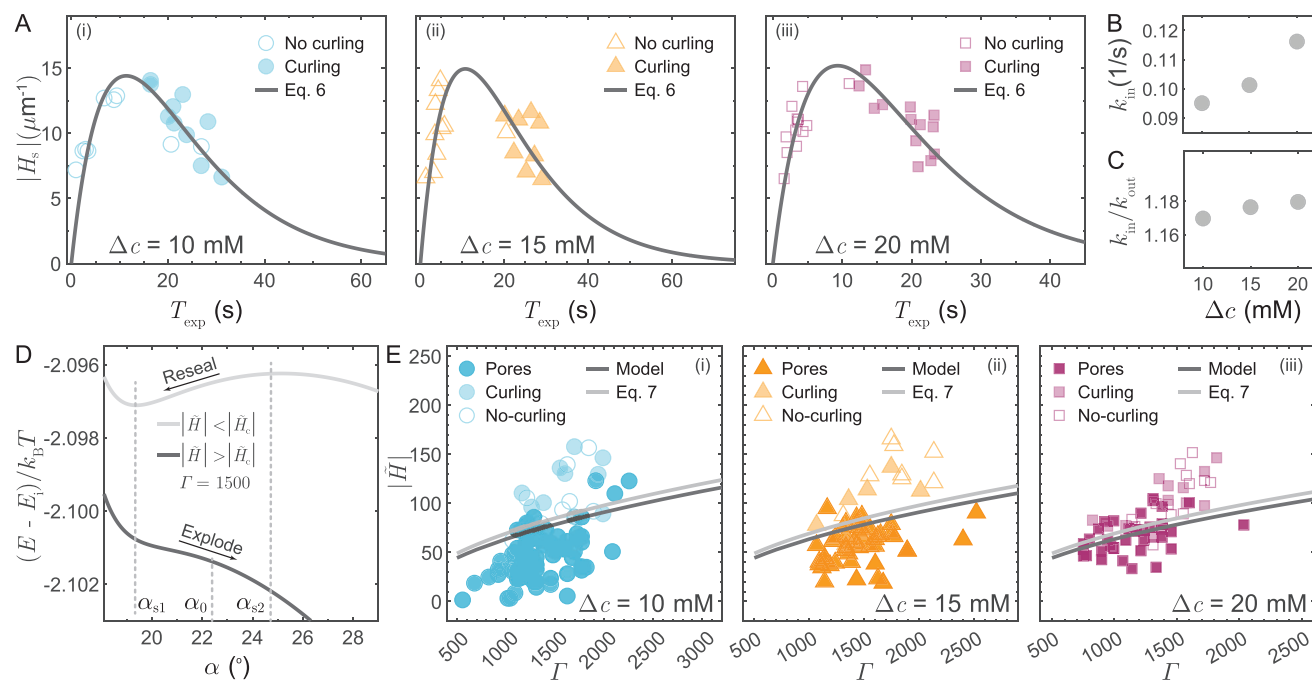 A
(i)
No curling
Curling
Eq. 6
|H_s| (μm⁻¹)
15
10
5
0
Δc = 10 mM
0 20 40 60
T_exp (s)
(ii)
No curling
Curling
Eq. 6
Δc = 15 mM
0 20 40 60
T_exp (s)
(iii)
No curling
Curling
Eq. 6
Δc = 20 mM
0 10 20 30 40
T_exp (s)
B
k_in (1/s)
0.12
0.11
0.10
0.09
C
k_in/k_out
1.18
1.16
10 15 20
Δc (mM)
D
(E - E_i)/k_BT
-2.096
-2.098
-2.100
-2.102
Reseal
|H̃| < |H̃_c|
|H̃| > |H̃_c|
Γ = 1500
Explode
α_s1 α_0 α_s2
20 22 24 26 28
α (°)
E
|H̃|
250
200
150
100
50
0
Pores Model (i)
Curling Eq. 7
No-curling
Δc = 10 mM
500 1000 1500 2000 2500 3000
Γ
Pores Model (ii)
Curling Eq. 7
No-curling
Δc = 15 mM
500 1000 1500 2000 2500 3000
Γ
Pores Model (iii)
Curling Eq. 7
No-curling
Δc = 20 mM
500 1000 1500 2000 2500
Γ